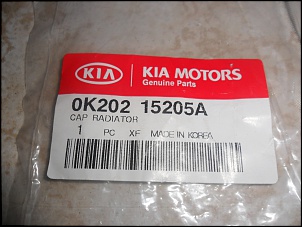 KIA KIA MOTORS
Genuine Parts
0K202 15205A
CAP RADIATOR
1 PC XF MADE IN KOREA